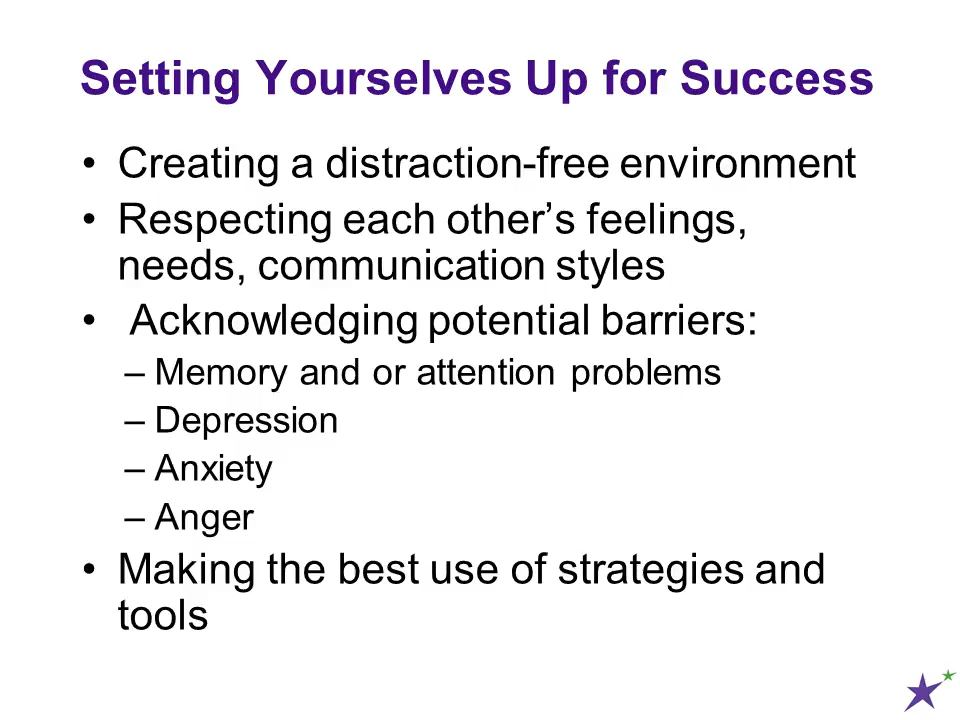 Setting Yourselves Up for Success
• Creating a distraction-free environment
• Respecting each other’s feelings,
needs, communication styles
• Acknowledging potential barriers:
– Memory and or attention problems
– Depression
– Anxiety
– Anger
• Making the best use of strategies and
tools